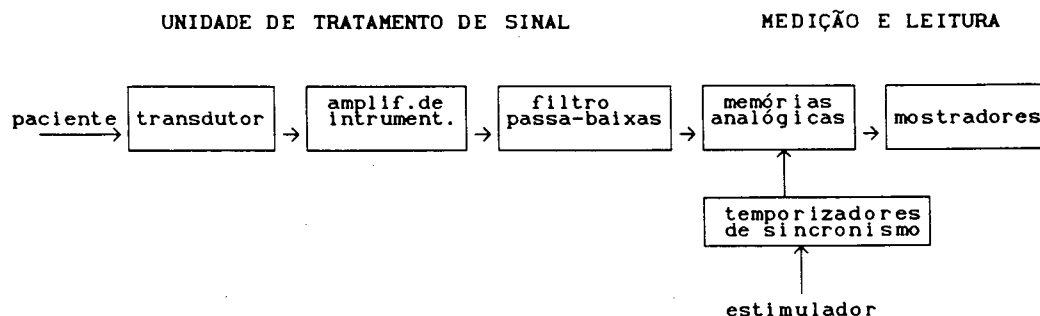 UNIDADE DE TRATAMENTO DE SINAL
MEDIÇÃO E LEITURA
paciente
transdutor
amplif.de
intrument.
filtro
passa-baixas
memórias
analógicas
mostradores
temporizadores
de sincronismo
estimulador